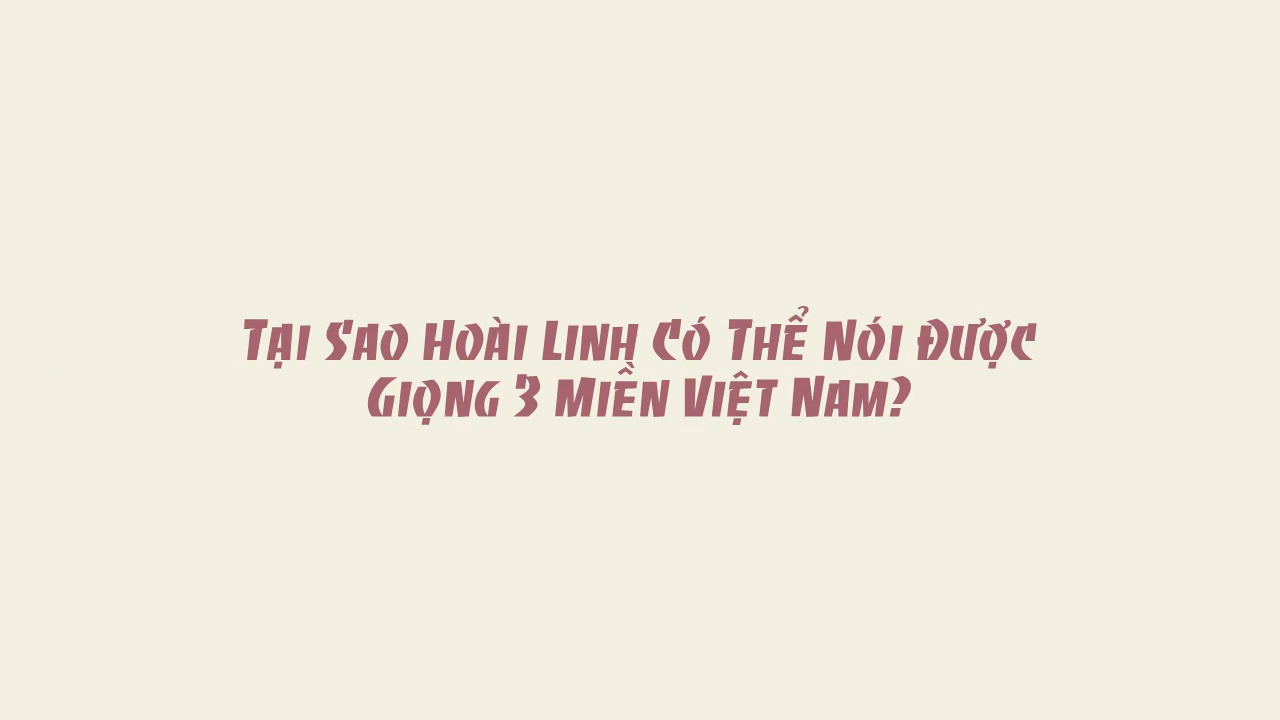 Tại Sao Hoài Linh Có Thể Nói Được
Giọng 3 Miền Việt Nam?